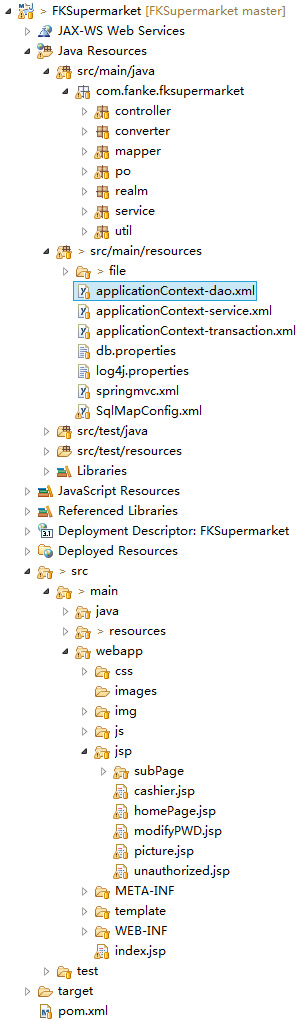 > FKSupermarket [FKSupermarket master]
JAX-WS Web Services
Java Resources
src/main/java
com.fanke.fksupermarket
controller
converter
mapper
po
realm
service
util
> src/main/resources
> file
applicationContext-dao.xml
applicationContext-service.xml
applicationContext-transaction.xml
db.properties
log4j.properties
springmvc.xml
SqlMapConfig.xml
src/test/java
src/test/resources
Libraries
JavaScript Resources
Referenced Libraries
Deployment Descriptor: FKSupermarket
Deployed Resources
> src
> main
java
> resources
webapp
css
images
img
js
jsp
subPage
cashier.jsp
homePage.jsp
modifyPWD.jsp
picture.jsp
unauthorized.jsp
META-INF
template
WEB-INF
index.jsp
test
target
pom.xml